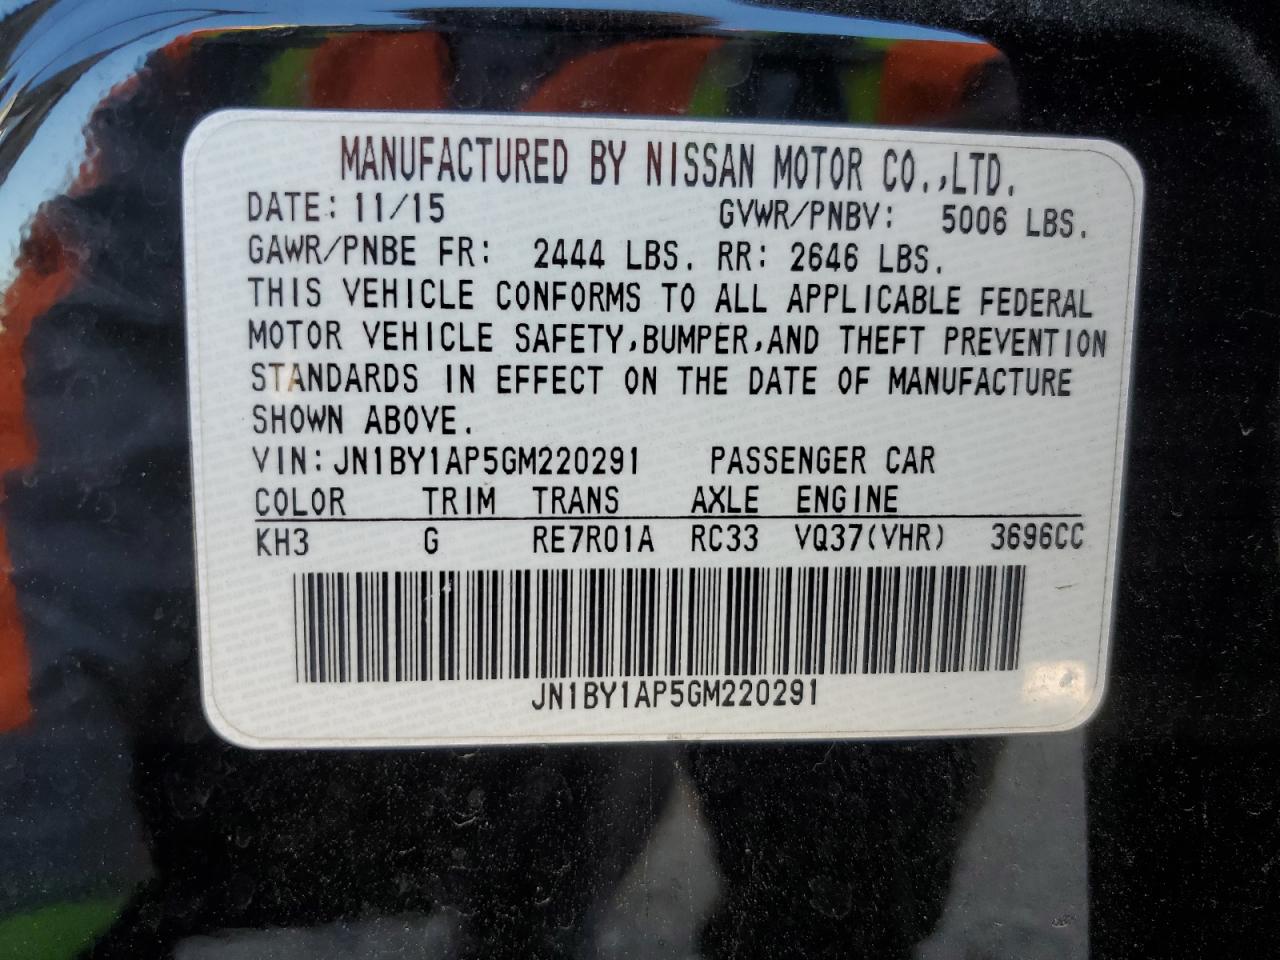 MANUFACTURED BY NISSAN MOTOR CO.,LTD.
DATE: 11/15 GVWR/PNBV: 5006 LBS.
GAWR/PNBE FR: 2444 LBS. RR: 2646 LBS.
THIS VEHICLE CONFORMS TO ALL APPLICABLE FEDERAL
MOTOR VEHICLE SAFETY,BUMPER,AND THEFT PREVENTION
STANDARDS IN EFFECT ON THE DATE OF MANUFACTURE
SHOWN ABOVE.
VIN: JN1BY1AP5GM220291 PASSENGER CAR
COLOR TRIM TRANS AXLE ENGINE
KH3 G RE7R01A RC33 VQ37(VHR) 3696CC
JN1BY1AP5GM220291